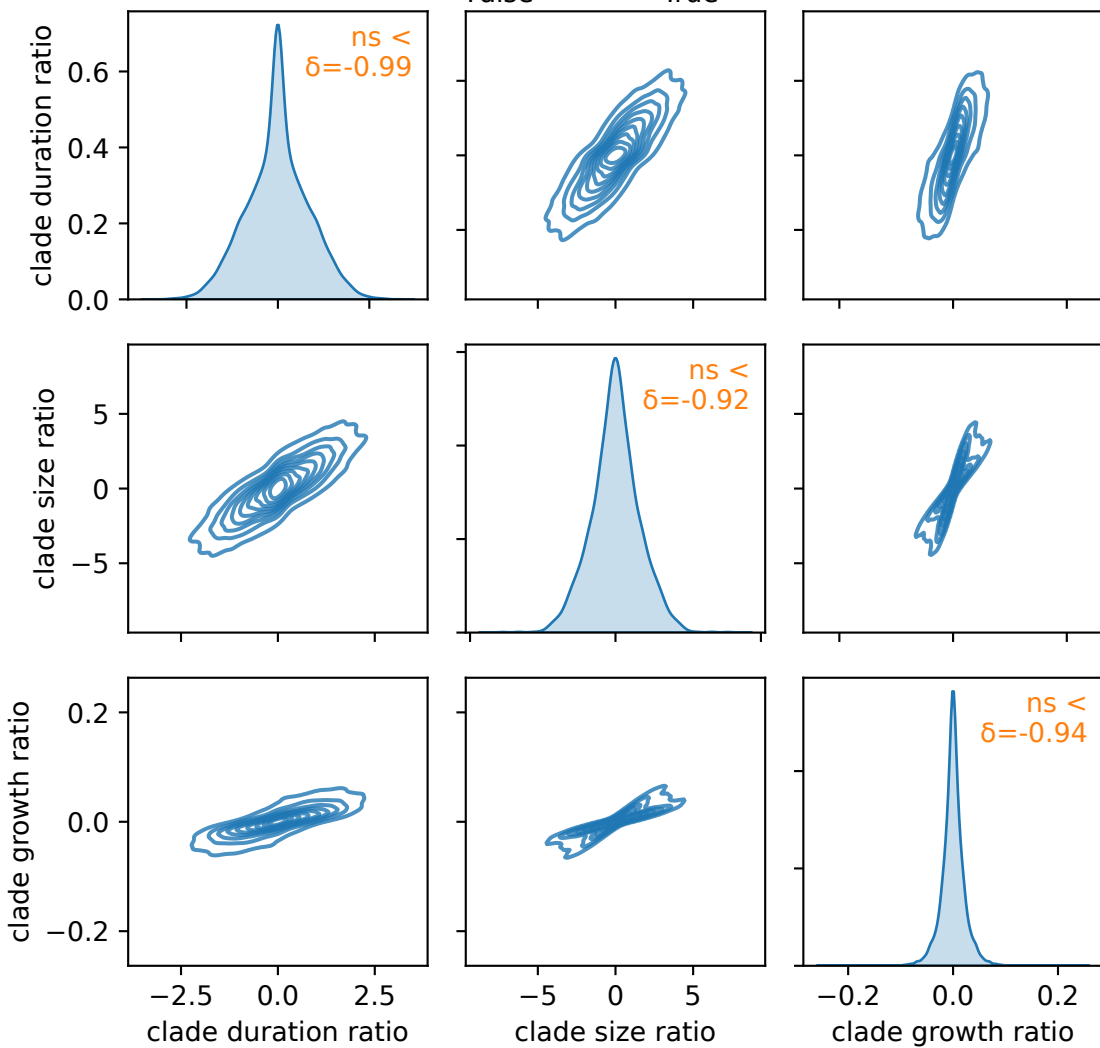 clade duration ratio
0.6
0.4
0.2
0.0
ns <
δ=-0.99
clade size ratio
5
0
−5
ns <
δ=-0.92
clade growth ratio
0.2
0.0
−0.2
ns <
δ=-0.94
−2.5 0.0 2.5
−5 0 5
−0.2 0.0 0.2
clade duration ratio
clade size ratio
clade growth ratio